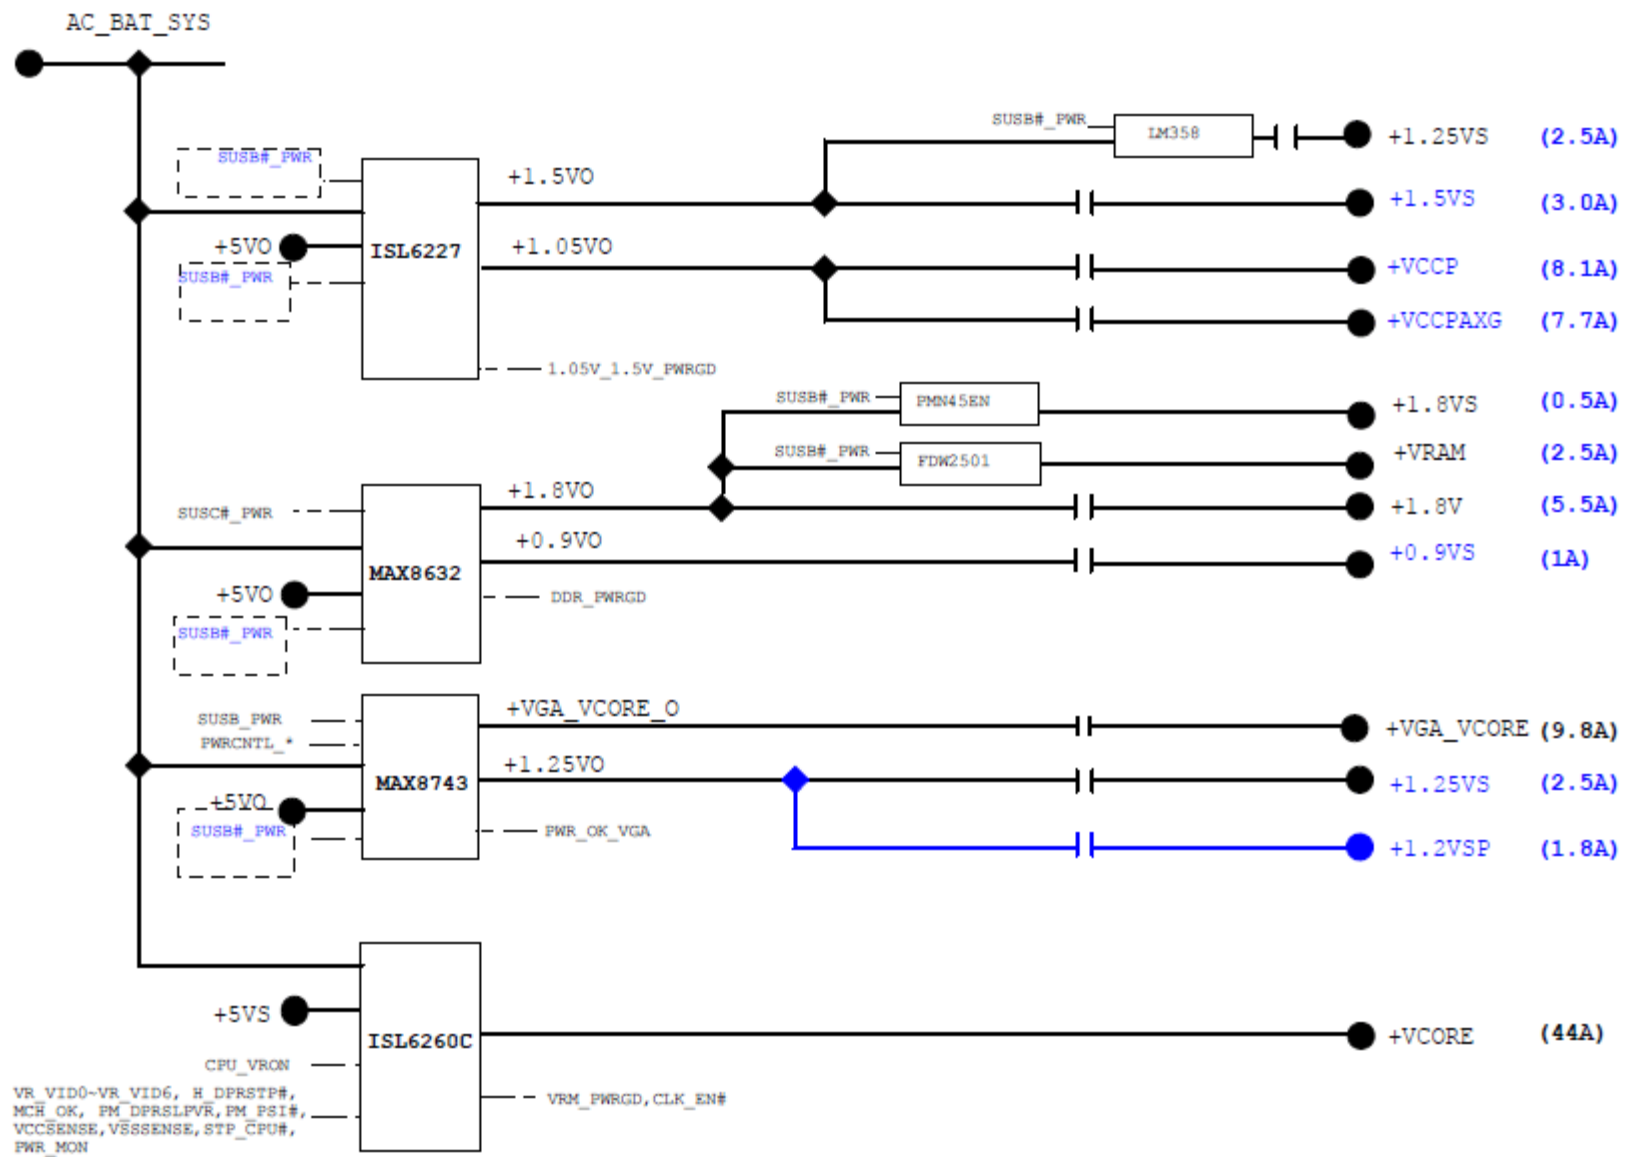 AC_BAT_SYS
SUSB#_PWR
LM358
+1.25VS
(2.5A)
SUSB#_PWR
+1.5VO
+1.5VS
(3.0A)
+5VO
ISL6227
+1.05VO
+VCCP
(8.1A)
SUSB#_PWR
+VCCPAXG
(7.7A)
1.05V_1.5V_PWRGD
SUSB#_PWR
PMN45EN
+1.8VS
(0.5A)
SUSB#_PWR
FDW2501
+VRAM
(2.5A)
SUSC#_PWR
+1.8VO
+1.8V
(5.5A)
+0.9VO
+0.9VS
(1A)
MAX8632
+5VO
DDR_PWRGD
SUSB#_PWR
SUSB_PWR
+VGA_VCORE_O
+VGA_VCORE
(9.8A)
PWRCNTL_*
+1.25VO
MAX8743
+1.25VS
(2.5A)
+5VO
SUSB#_PWR
PWR_OK_VGA
+1.2VSP
(1.8A)
+5VS
ISL6260C
+VCORE
(44A)
CPU_VRON
VR_VID0~VR_VID6, H_DPRSTP#,
MCH_OK, PM_DPRSLPVR,PM_PSI#,
VCCSENSE,VSSSENSE,STP_CPU#,
PWR_MON
VRM_PWRGD,CLK_EN#